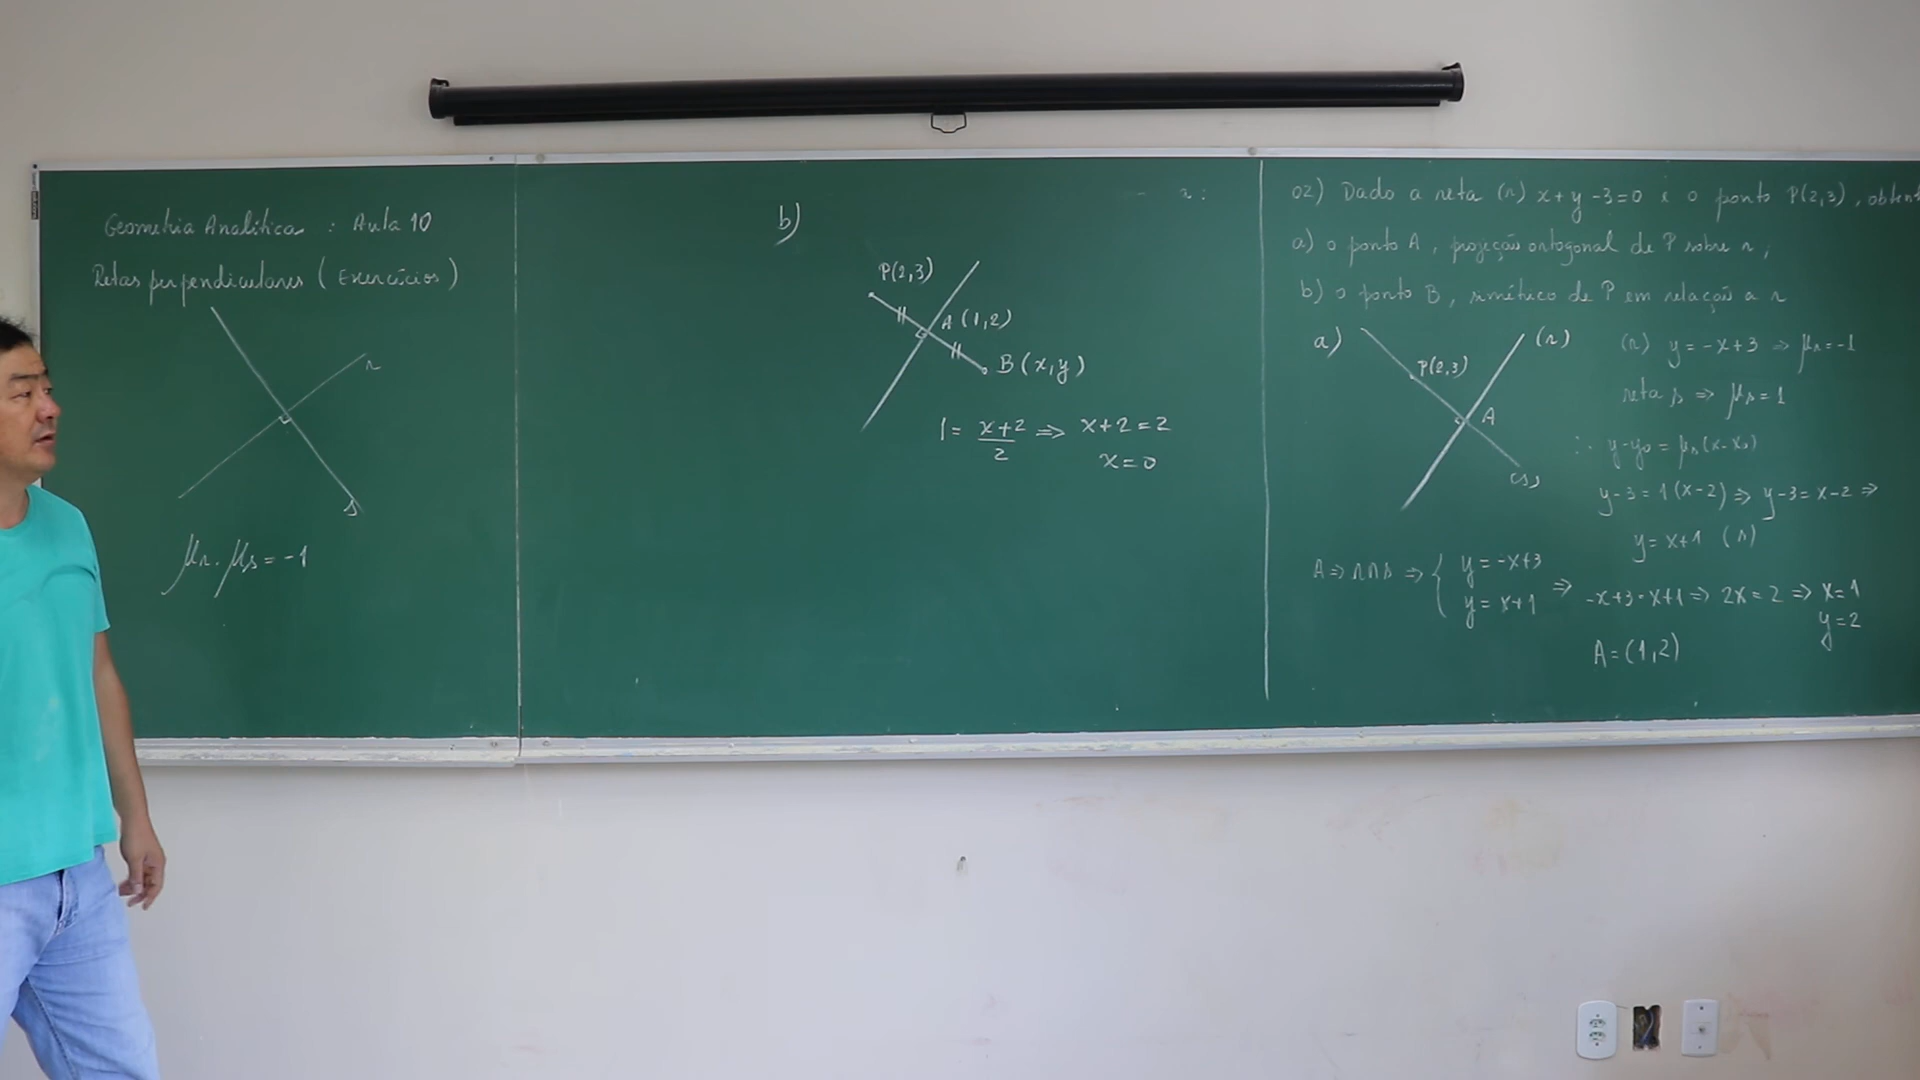 Geometria Analítica : Aula 10
Retas perpendiculares (Exercícios)
r
s
μr . μs = -1
b)
P(2,3)
A (1,2)
B (x,y)
1 = x+2/2 ⇒ x+2=2
x=0
02) Dado a reta (r) x+y-3=0 e o ponto P(2,3), obtenh
a) o ponto A, projeção ortogonal de P sobre r;
b) o ponto B, simétrico de P em relação a r
a)
(r)
P(2,3)
A
(s)
(r) y=-x+3 ⇒ μr=-1
reta s ⇒ μs=1
∴ y-y0 = μs(x-x0)
y-3=1(x-2) ⇒ y-3=x-2 ⇒
y=x+1 (s)
A ⇒ r∩s ⇒ { y=-x+3
y=x+1 ⇒ -x+3=x+1 ⇒ 2x=2 ⇒ x=1
y=2
A=(1,2)